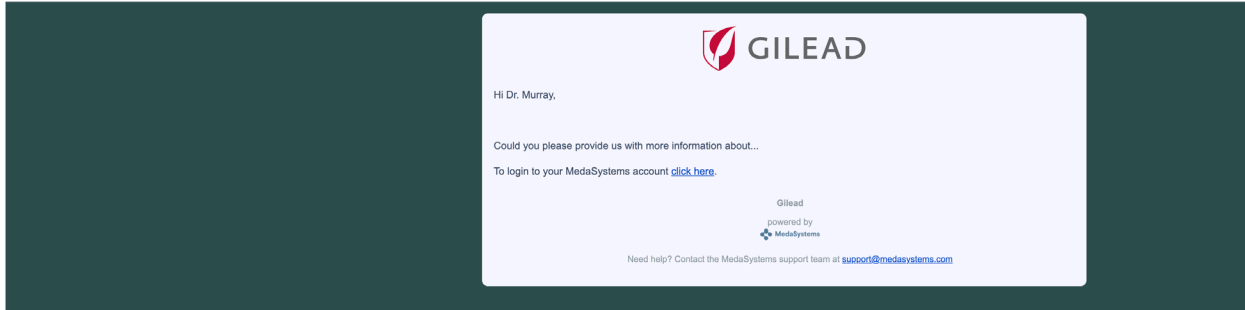 GILEAD
Hi Dr. Murray,
Could you please provide us with more information about...
To login to your MedaSystems account click here.
Gilead
powered by
MedaSystems
Need help? Contact the MedaSystems support team at support@medasystems.com